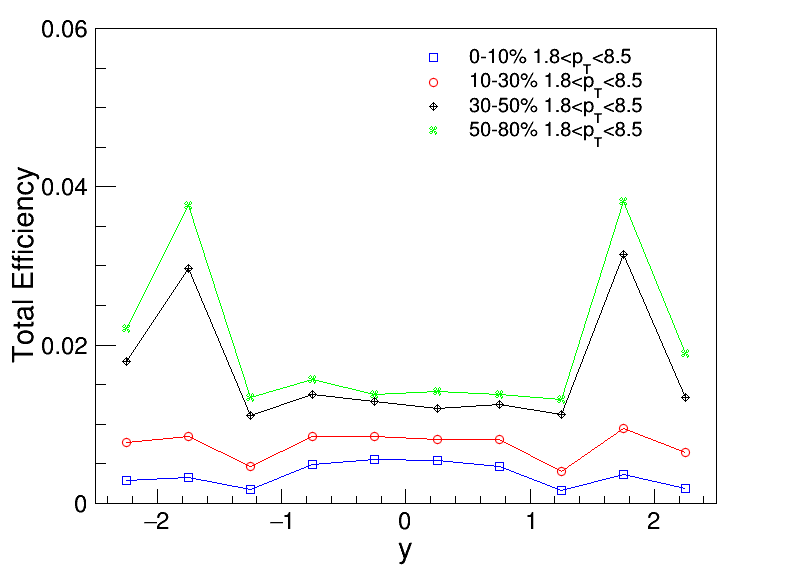 0.06
0-10% 1.8<pT<8.5
10-30% 1.8<pT<8.5
30-50% 1.8<pT<8.5
50-80% 1.8<pT<8.5
0.04
Total Efficiency
0.02
0
−2 −1 0 1 2
y